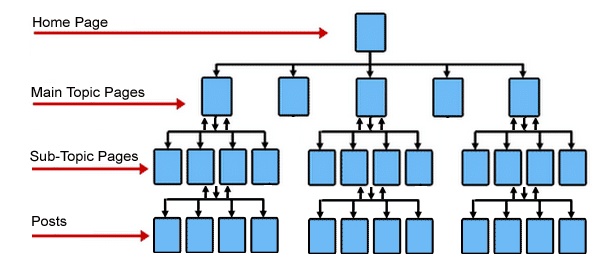 Home Page
Main Topic Pages
Sub-Topic Pages
Posts